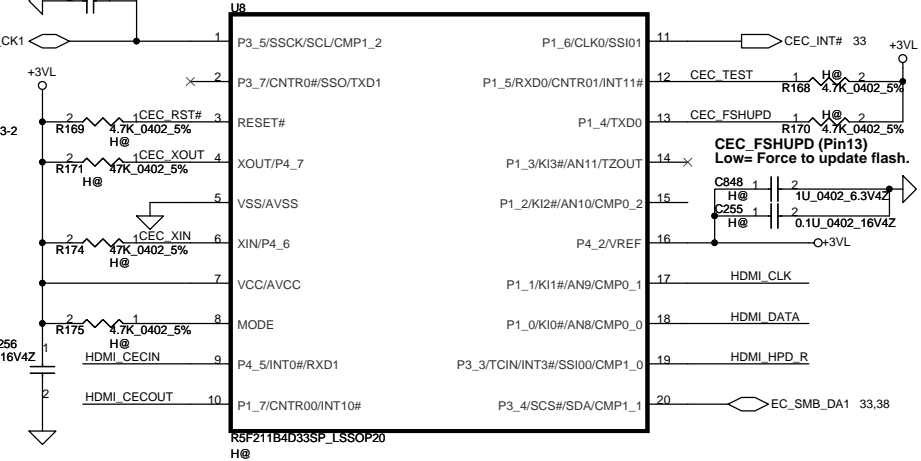 U8
_CK1
1
P3_5/SSCK/SCL/CMP1_2
P1_6/CLK0/SSI01
11
CEC_INT# 33
+3VL
+3VL
2
P3_7/CNTR0#/SSO/TXD1
P1_5/RXD0/CNTR01/INT11#
12
CEC_TEST
1
H@
2
R168
4.7K_0402_5%
3-2
2
1
CEC_RST#
3
RESET#
P1_4/TXD0
13
CEC_FSHUPD
1
H@
2
R169
4.7K_0402_5%
H@
R170
4.7K_0402_5%
CEC_FSHUPD (Pin13)
Low= Force to update flash.
2
1
CEC_XOUT
4
XOUT/P4_7
P1_3/KI3#/AN11/TZOUT
14
R171
47K_0402_5%
H@
C848
1
2
H@
1U_0402_6.3V4Z
5
VSS/AVSS
P1_2/KI2#/AN10/CMP0_2
15
C255
1
2
H@
0.1U_0402_16V4Z
2
1
CEC_XIN
6
XIN/P4_6
P4_2/VREF
16
+3VL
R174
47K_0402_5%
H@
7
VCC/AVCC
P1_1/KI1#/AN9/CMP0_1
17
HDMI_CLK
2
1
8
MODE
P1_0/KI0#/AN8/CMP0_0
18
HDMI_DATA
R175
4.7K_0402_5%
H@
256
1
_16V4Z
HDMI_CECIN
9
P4_5/INT0#/RXD1
P3_3/TCIN/INT3#/SSI00/CMP1_0
19
HDMI_HPD_R
2
HDMI_CECOUT
10
P1_7/CNTR00/INT10#
P3_4/SCS#/SDA/CMP1_1
20
EC_SMB_DA1 33,38
R5F211B4D33SP_LSSOP20
H@